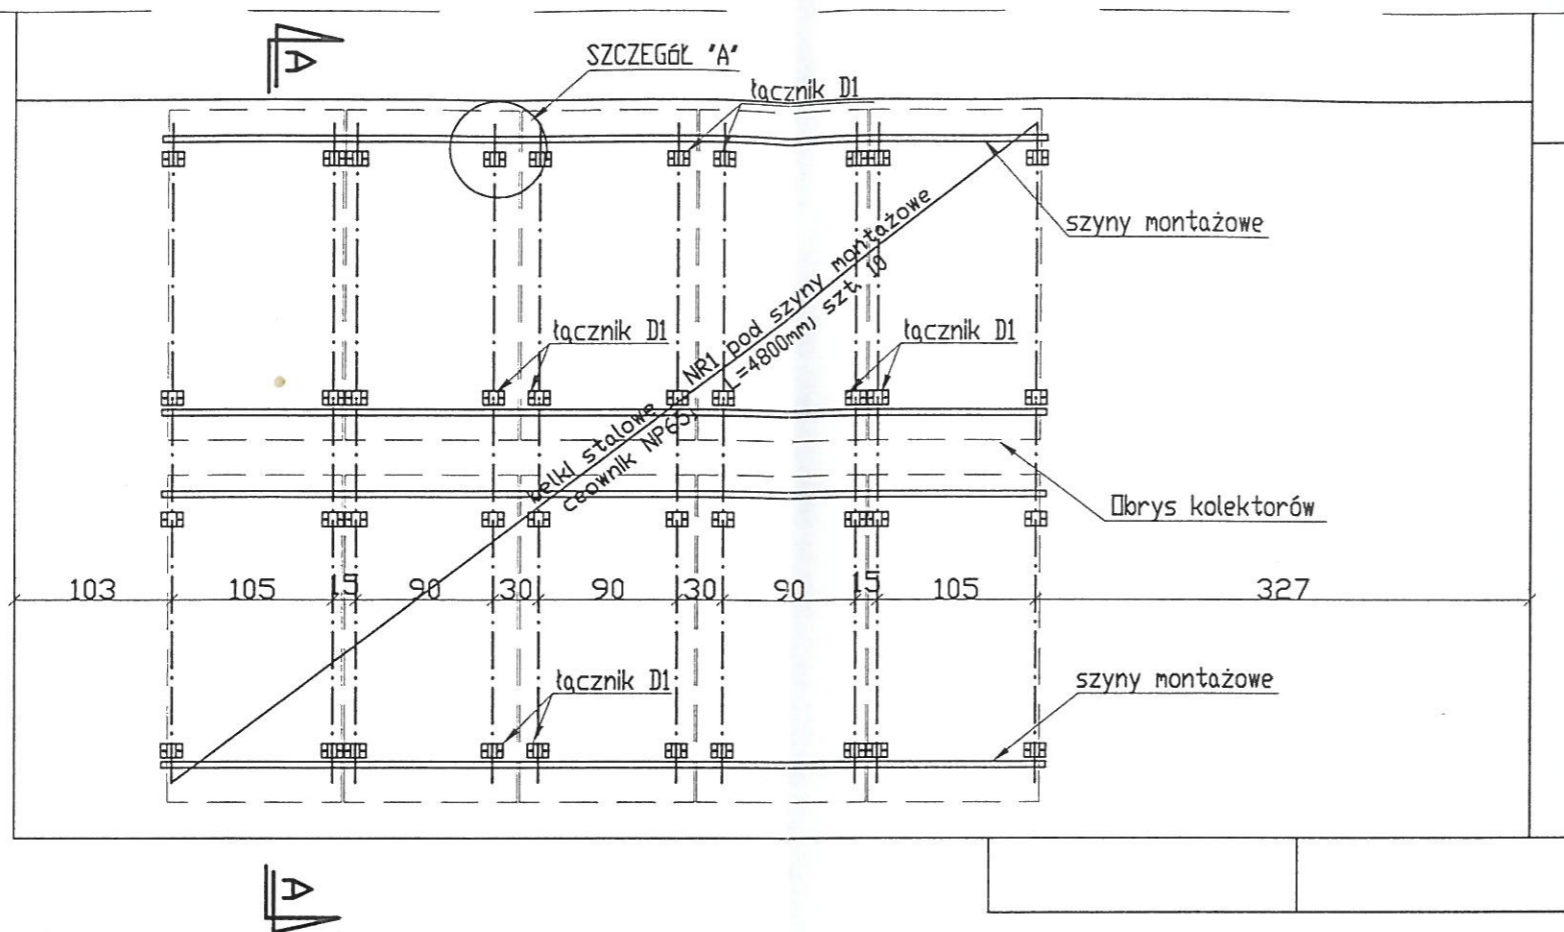 A
SZCZEGÓŁ "A"
łącznik D1
szyny montażowe
łącznik D1
łącznik D1
belki stalowe NR1 pod szyny montażowe
ceownik NP65, L=4800mm, szt. 10
Obrys kolektorów
103 105 15 90 30 90 30 90 15 105 327
łącznik D1
szyny montażowe
A